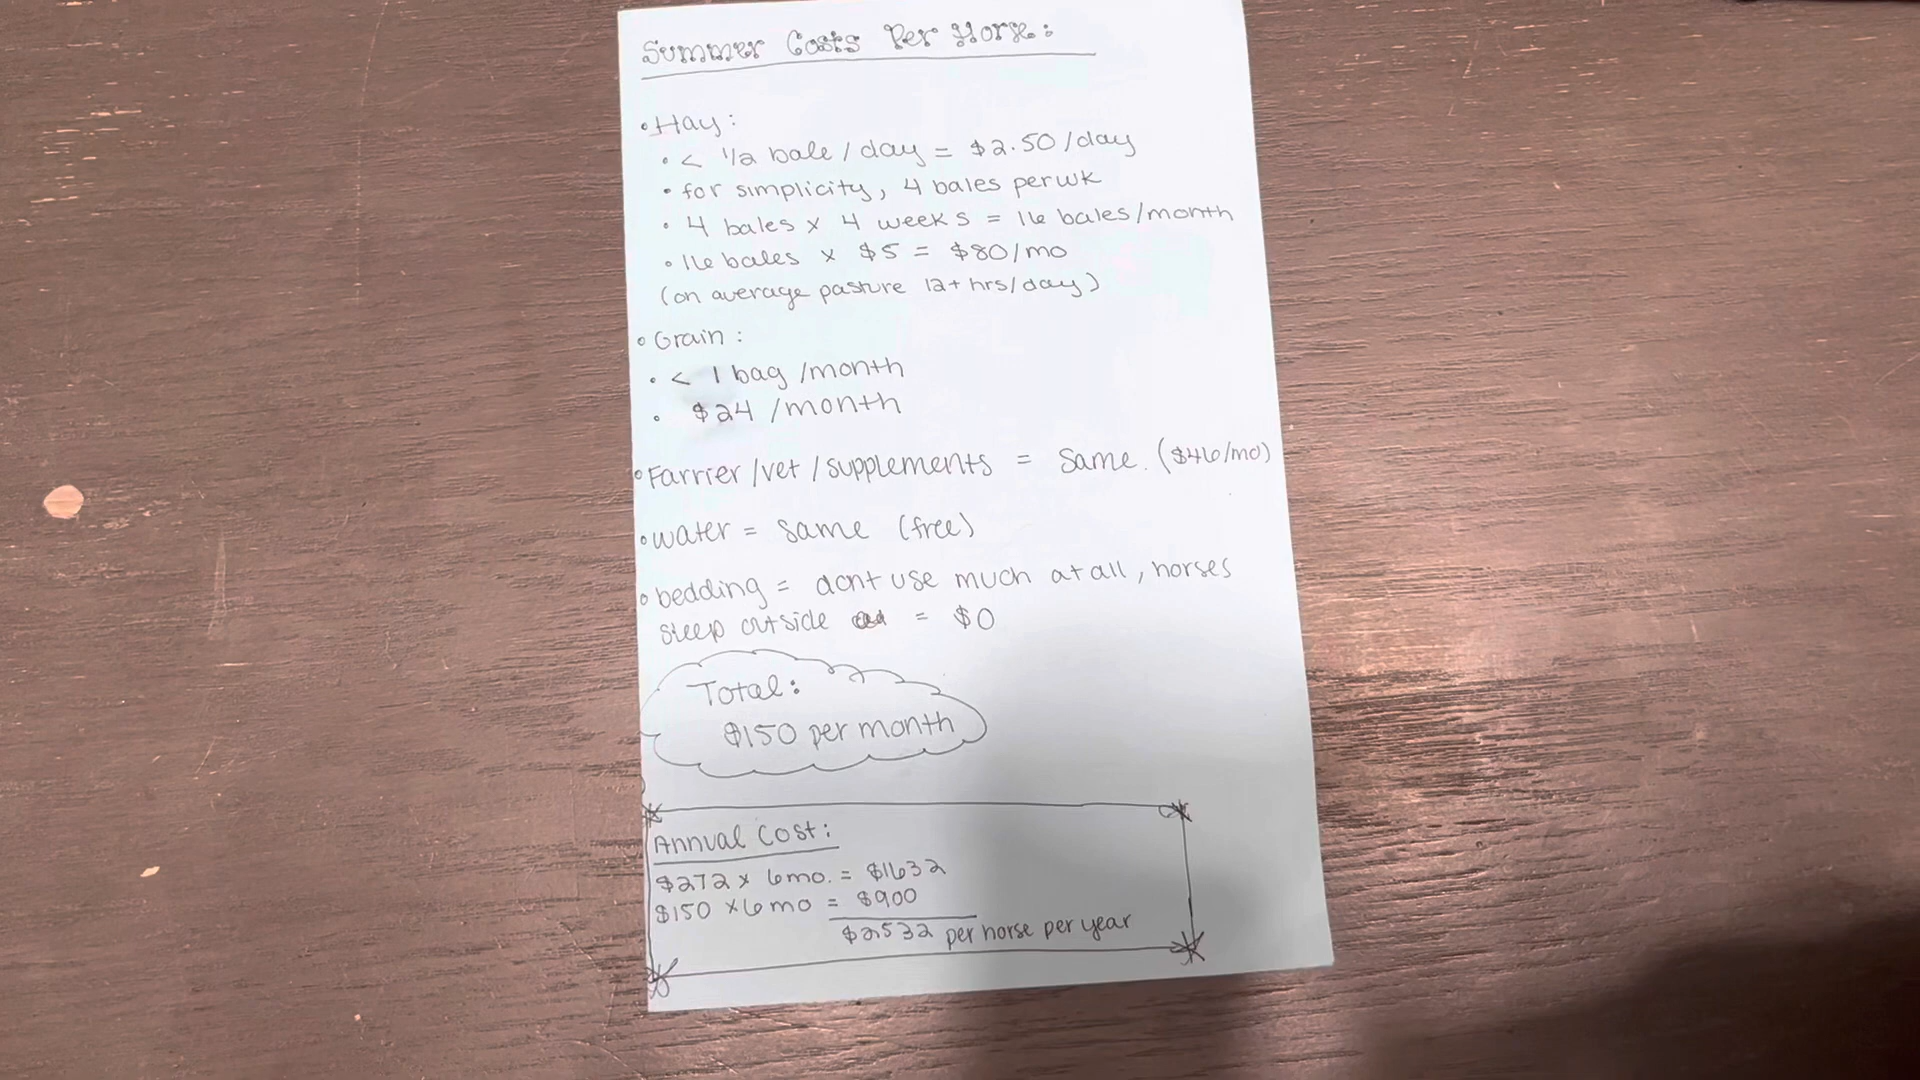 Summer Costs Per Horse:
• Hay:
• < 1/2 bale / day = $2.50 /day
• for simplicity, 4 bales per wk
• 4 bales x 4 weeks = 16 bales/month
• 16 bales x $5 = $80/mo
(on average pasture 12+ hrs/day)
• Grain:
• < 1 bag /month
• $24 /month
• Farrier /vet /supplements = same. ($46/mo)
• water = same (free)
• bedding = dont use much at all, horses
sleep outside = $0
Total:
$150 per month
Annual Cost:
$272 x 6 mo. = $1632
$150 x 6 mo = $900
$2532 per horse per year